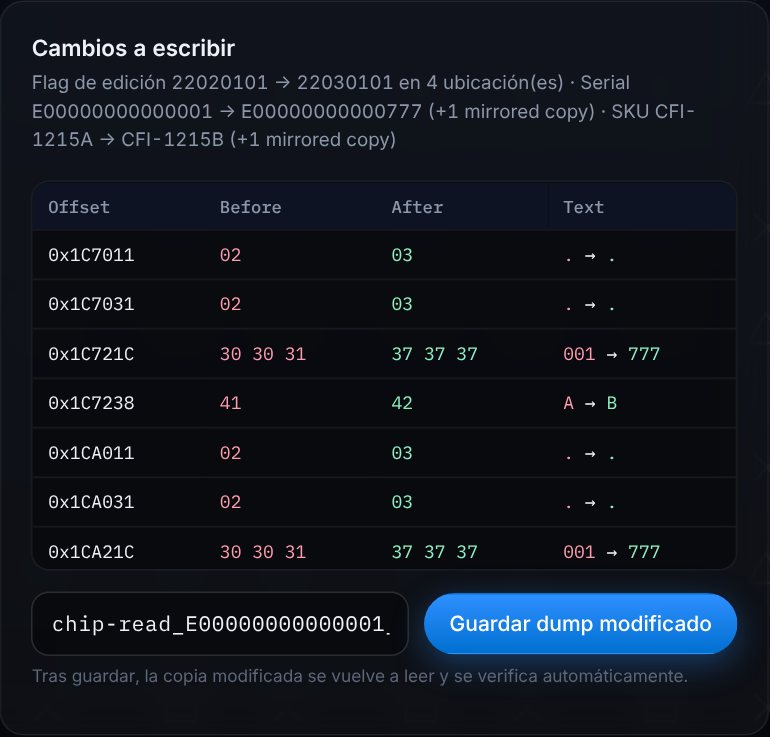 Cambios a escribir
Flag de edición 22020101 → 22030101 en 4 ubicación(es) · Serial
E00000000000001 → E00000000000777 (+1 mirrored copy) · SKU CFI-
1215A → CFI-1215B (+1 mirrored copy)
Offset Before After Text
0x1C7011 02 03 . → .
0x1C7031 02 03 . → .
0x1C721C 30 30 31 37 37 37 001 → 777
0x1C7238 41 42 A → B
0x1CA011 02 03 . → .
0x1CA031 02 03 . → .
0x1CA21C 30 30 31 37 37 37 001 → 777
chip-read_E00000000000001_ Guardar dump modificado
Tras guardar, la copia modificada se vuelve a leer y se verifica automáticamente.